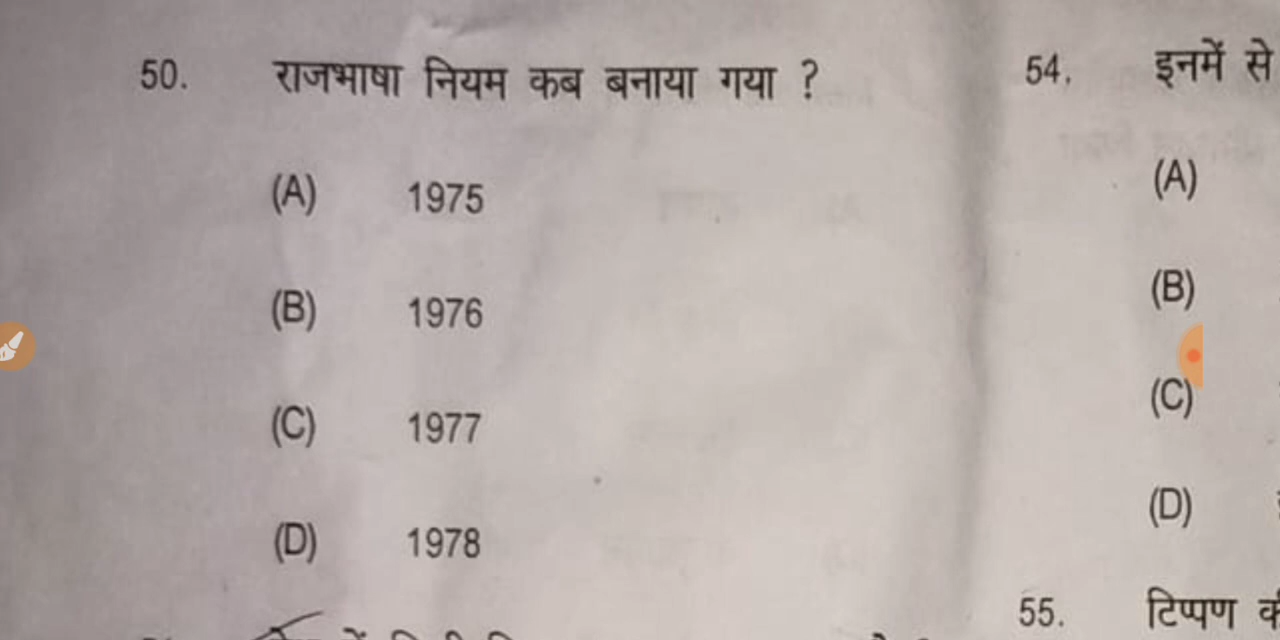 50. राजभाषा नियम कब बनाया गया ?
(A) 1975
(B) 1976
(C) 1977
(D) 1978
54. इनमें से
(A)
(B)
(C)
(D)
55. टिप्पण